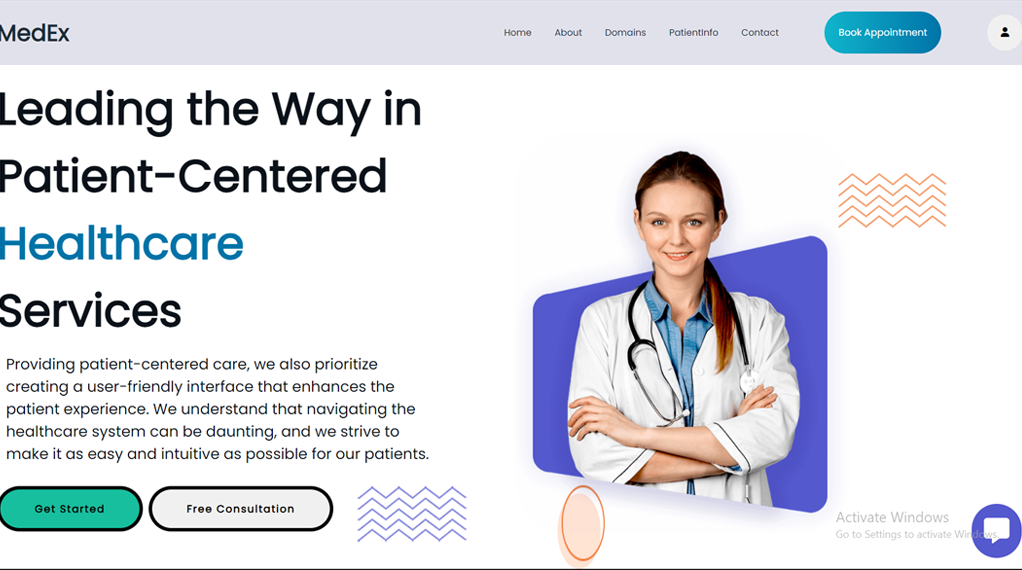 MedEx
Home About Domains PatientInfo Contact Book Appointment
Leading the Way in
Patient-Centered
Healthcare
Services
Providing patient-centered care, we also prioritize
creating a user-friendly interface that enhances the
patient experience. We understand that navigating the
healthcare system can be daunting, and we strive to
make it as easy and intuitive as possible for our patients.
Get Started Free Consultation
Activate Windows
Go to Settings to activate Windows.